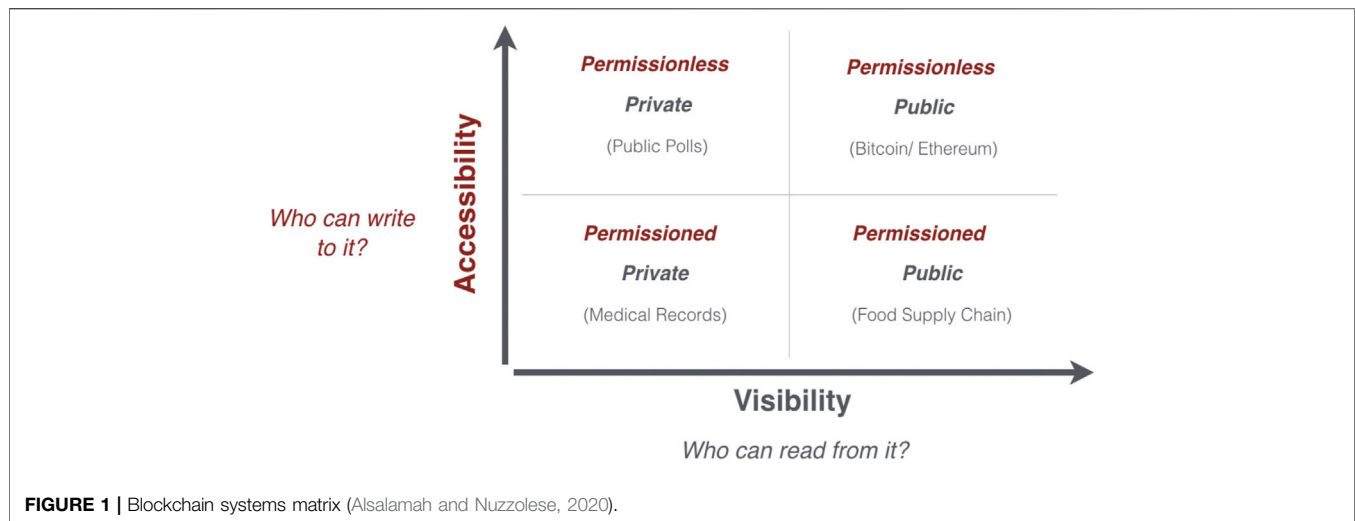 Accessibility
Who can write
to it?
Permissionless
Private
(Public Polls)
Permissionless
Public
(Bitcoin/ Ethereum)
Permissioned
Private
(Medical Records)
Permissioned
Public
(Food Supply Chain)
Visibility
Who can read from it?
FIGURE 1 | Blockchain systems matrix (Alsalamah and Nuzzolese, 2020).